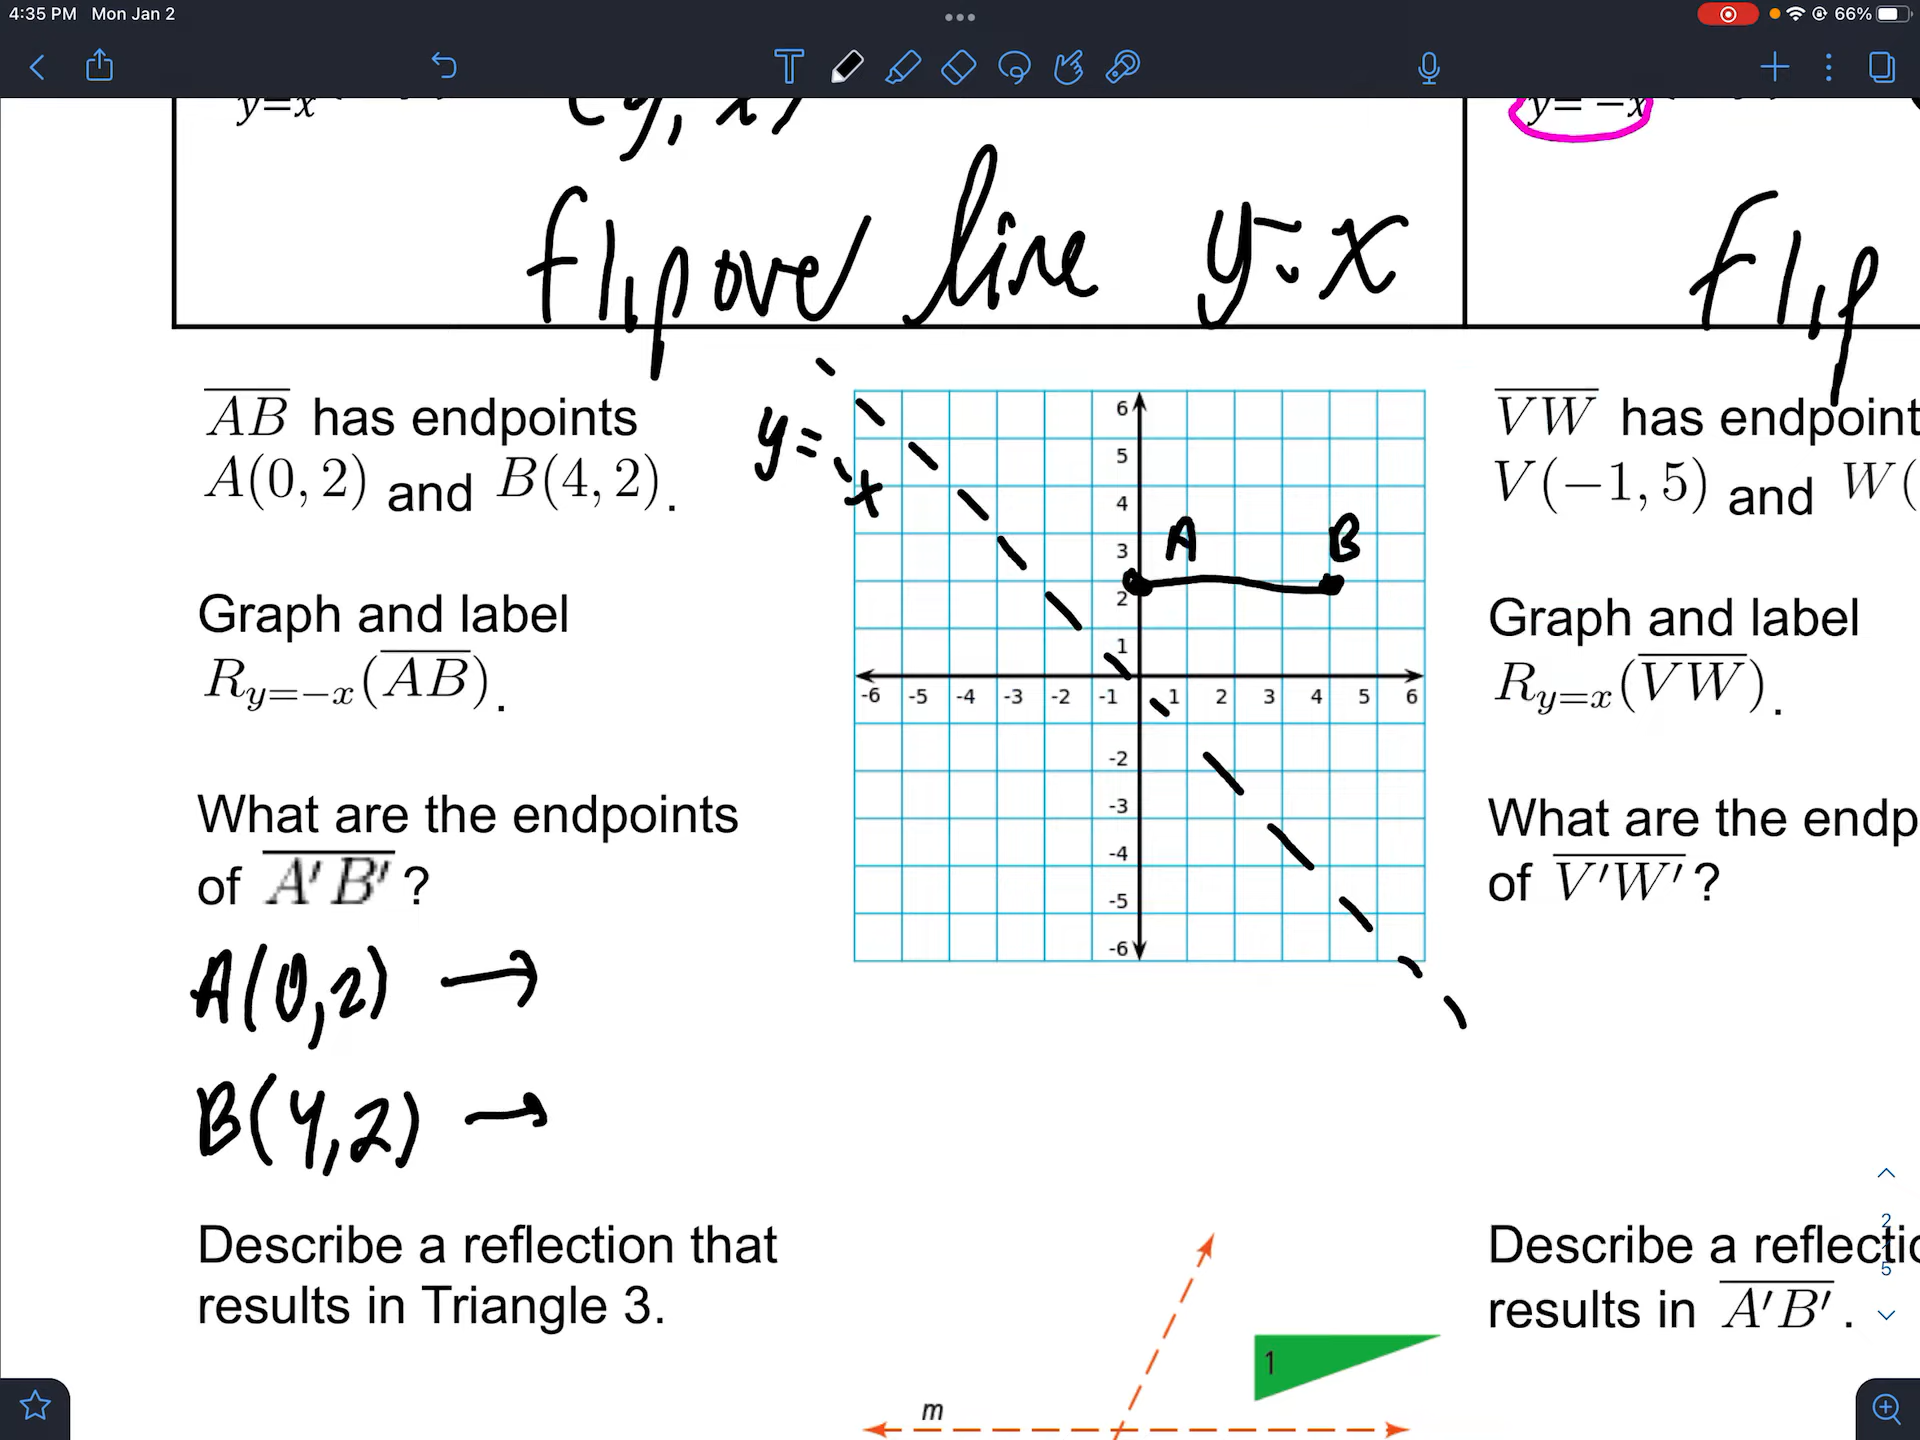 4:35 PM Mon Jan 2
66%
y=x
(y, x)
y= −x
flip over line y=x
flip
AB has endpoints
A(0, 2) and B(4, 2).
y=
-x
VW has endpoint
V(−1, 5) and W(
A B
6
5
4
3
2
1
-6 -5 -4 -3 -2 -1 1 2 3 4 5 6
-2
-3
-4
-5
-6
Graph and label
R y=−x (AB).
Graph and label
R y=x (VW).
What are the endpoints
of A′B′?
What are the endp
of V′W′?
A(0,2) →
B(4,2) →
Describe a reflection that
results in Triangle 3.
Describe a reflectio
results in A′B′.
2
5
1
m